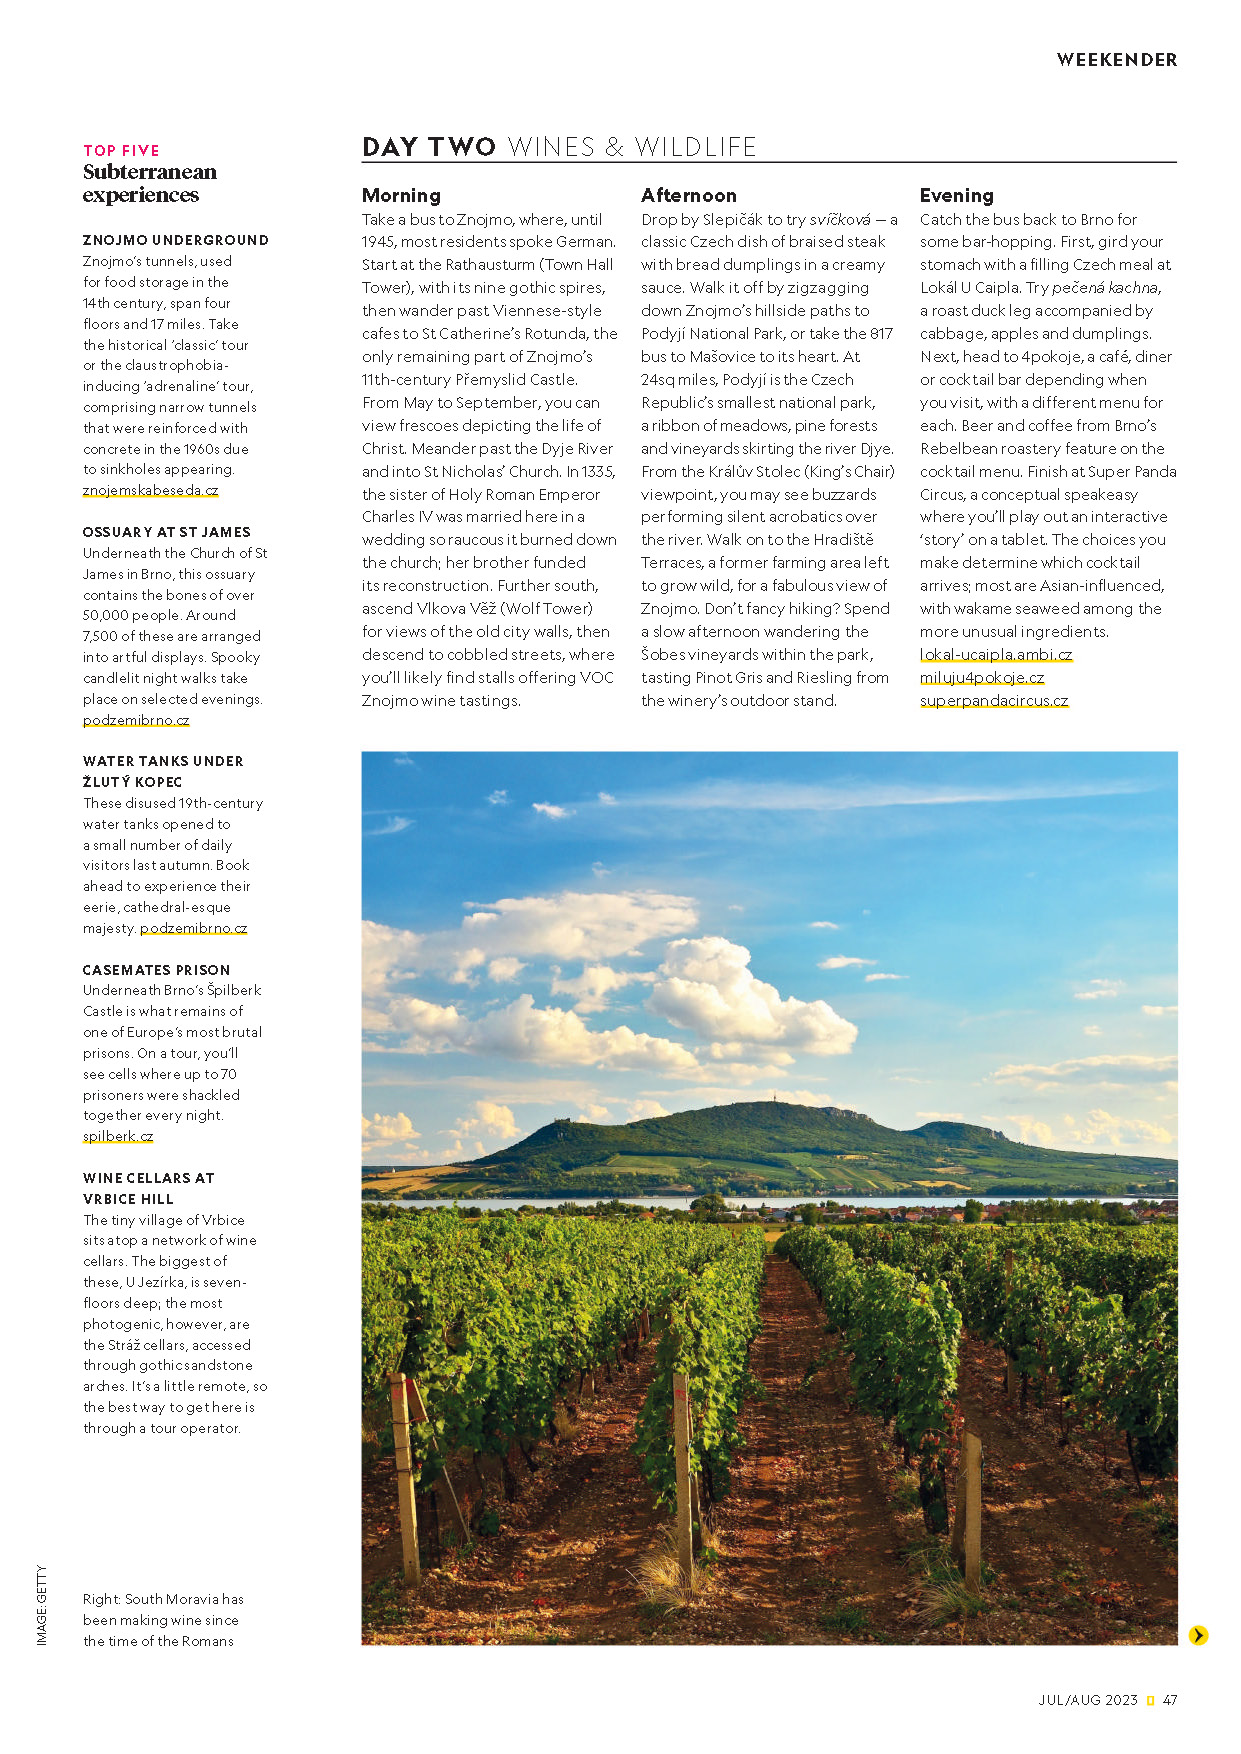 WEEKENDER
TOP FIVE
Subterranean
experiences
ZNOJMO UNDERGROUND
Znojmo's tunnels, used
for food storage in the
14th century, span four
floors and 17 miles. Take
the historical 'classic' tour
or the claustrophobia-
inducing 'adrenaline' tour,
comprising narrow tunnels
that were reinforced with
concrete in the 1960s due
to sinkholes appearing.
znojemskabeseda.cz
OSSUARY AT ST JAMES
Underneath the Church of St
James in Brno, this ossuary
contains the bones of over
50,000 people. Around
7,500 of these are arranged
into artful displays. Spooky
candlelit night walks take
place on selected evenings.
podzemibrno.cz
WATER TANKS UNDER
ŽLUTÝ KOPEC
These disused 19th-century
water tanks opened to
a small number of daily
visitors last autumn. Book
ahead to experience their
eerie, cathedral-esque
majesty. podzemibrno.cz
CASEMATES PRISON
Underneath Brno's Špilberk
Castle is what remains of
one of Europe's most brutal
prisons. On a tour, you'll
see cells where up to 70
prisoners were shackled
together every night.
spilberk.cz
WINE CELLARS AT
VRBICE HILL
The tiny village of Vrbice
sits atop a network of wine
cellars. The biggest of
these, U Jezírka, is seven-
floors deep; the most
photogenic, however, are
the Stráž cellars, accessed
through gothic sandstone
arches. It's a little remote, so
the best way to get here is
through a tour operator.
DAY TWO WINES & WILDLIFE
Morning
Take a bus to Znojmo, where, until
1945, most residents spoke German.
Start at the Rathausturm (Town Hall
Tower), with its nine gothic spires,
then wander past Viennese-style
cafes to St Catherine's Rotunda, the
only remaining part of Znojmo's
11th-century Přemyslid Castle.
From May to September, you can
view frescoes depicting the life of
Christ. Meander past the Dyje River
and into St Nicholas' Church. In 1335,
the sister of Holy Roman Emperor
Charles IV was married here in a
wedding so raucous it burned down
the church; her brother funded
its reconstruction. Further south,
ascend Vlkova Věž (Wolf Tower)
for views of the old city walls, then
descend to cobbled streets, where
you'll likely find stalls offering VOC
Znojmo wine tastings.
Afternoon
Drop by Slepičák to try svíčková — a
classic Czech dish of braised steak
with bread dumplings in a creamy
sauce. Walk it off by zigzagging
down Znojmo's hillside paths to
Podyjí National Park, or take the 817
bus to Mašovice to its heart. At
24sq miles, Podyjí is the Czech
Republic's smallest national park,
a ribbon of meadows, pine forests
and vineyards skirting the river Djye.
From the Králův Stolec (King's Chair)
viewpoint, you may see buzzards
performing silent acrobatics over
the river. Walk on to the Hradiště
Terraces, a former farming area left
to grow wild, for a fabulous view of
Znojmo. Don't fancy hiking? Spend
a slow afternoon wandering the
Šobes vineyards within the park,
tasting Pinot Gris and Riesling from
the winery's outdoor stand.
Evening
Catch the bus back to Brno for
some bar-hopping. First, gird your
stomach with a filling Czech meal at
Lokál U Caipla. Try pečená kachna,
a roast duck leg accompanied by
cabbage, apples and dumplings.
Next, head to 4pokoje, a café, diner
or cocktail bar depending when
you visit, with a different menu for
each. Beer and coffee from Brno's
Rebelbean roastery feature on the
cocktail menu. Finish at Super Panda
Circus, a conceptual speakeasy
where you'll play out an interactive
'story' on a tablet. The choices you
make determine which cocktail
arrives; most are Asian-influenced,
with wakame seaweed among the
more unusual ingredients.
lokal-ucaipla.ambi.cz
miluju4pokoje.cz
superpandacircus.cz
IMAGE: GETTY
Right: South Moravia has
been making wine since
the time of the Romans
JUL/AUG 2023 47